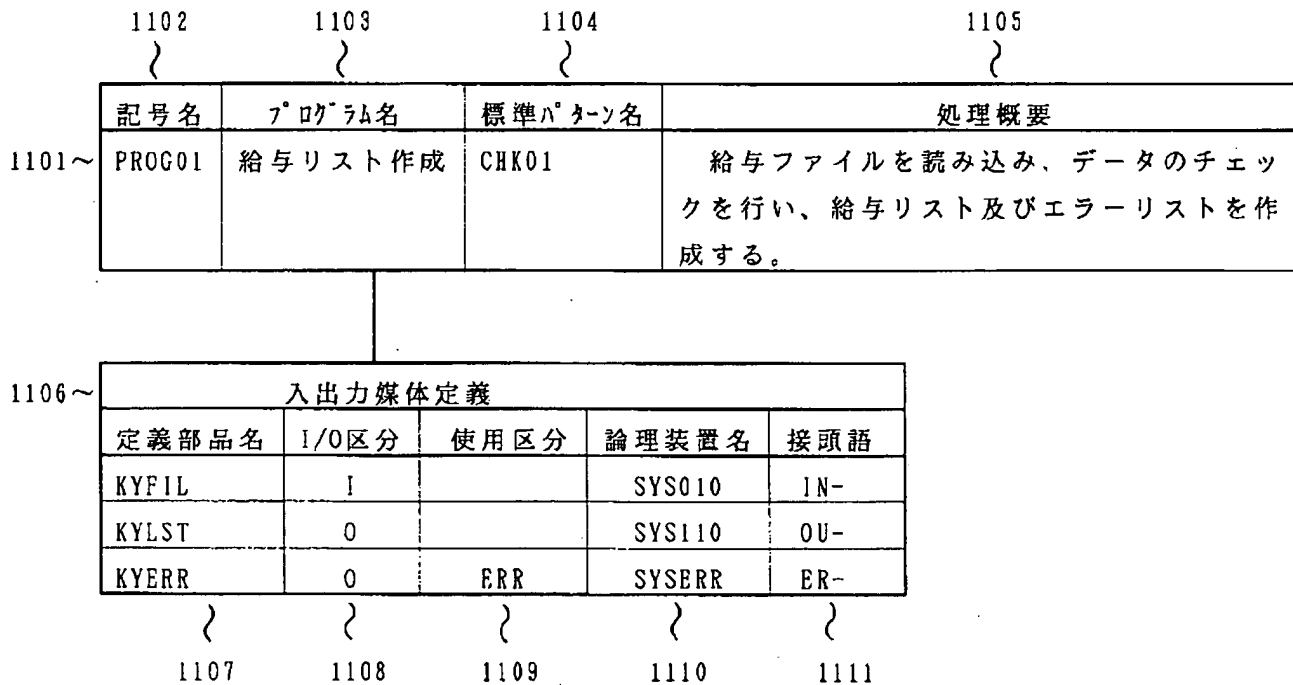 1102 1103 1104 1105
記号名 プログラム名 標準パターン名 処理概要
1101~ PROG01 給与リスト作成 CHK01 給与ファイルを読み込み、データのチェッ
クを行い、給与リスト及びエラーリストを作
成する。
1106~ 入出力媒体定義
定義部品名 I/O区分 使用区分 論理装置名 接頭語
KYFIL I SYS010 IN-
KYLST O SYS110 OU-
KYERR O ERR SYSERR ER-
1107 1108 1109 1110 1111